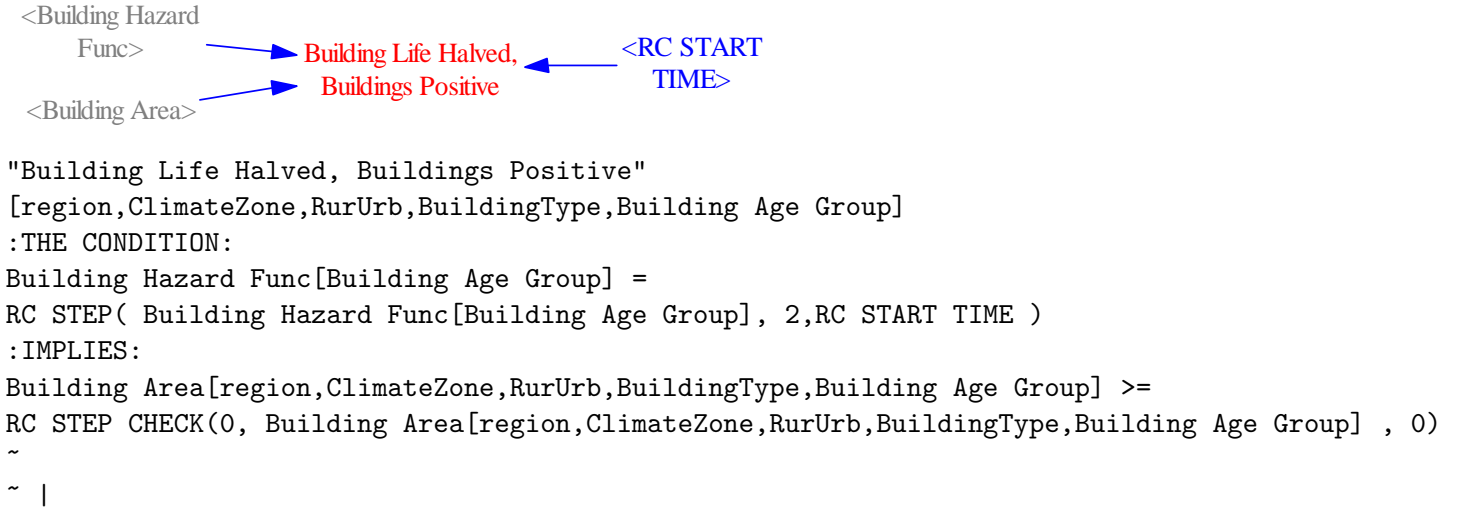 <Building Hazard
Func>
Building Life Halved,
Buildings Positive
<RC START
TIME>
<Building Area>
"Building Life Halved, Buildings Positive"
[region,ClimateZone,RurUrb,BuildingType,Building Age Group]
:THE CONDITION:
Building Hazard Func[Building Age Group] =
RC STEP( Building Hazard Func[Building Age Group], 2,RC START TIME )
:IMPLIES:
Building Area[region,ClimateZone,RurUrb,BuildingType,Building Age Group] >=
RC STEP CHECK(0, Building Area[region,ClimateZone,RurUrb,BuildingType,Building Age Group] , 0)
~
~ |